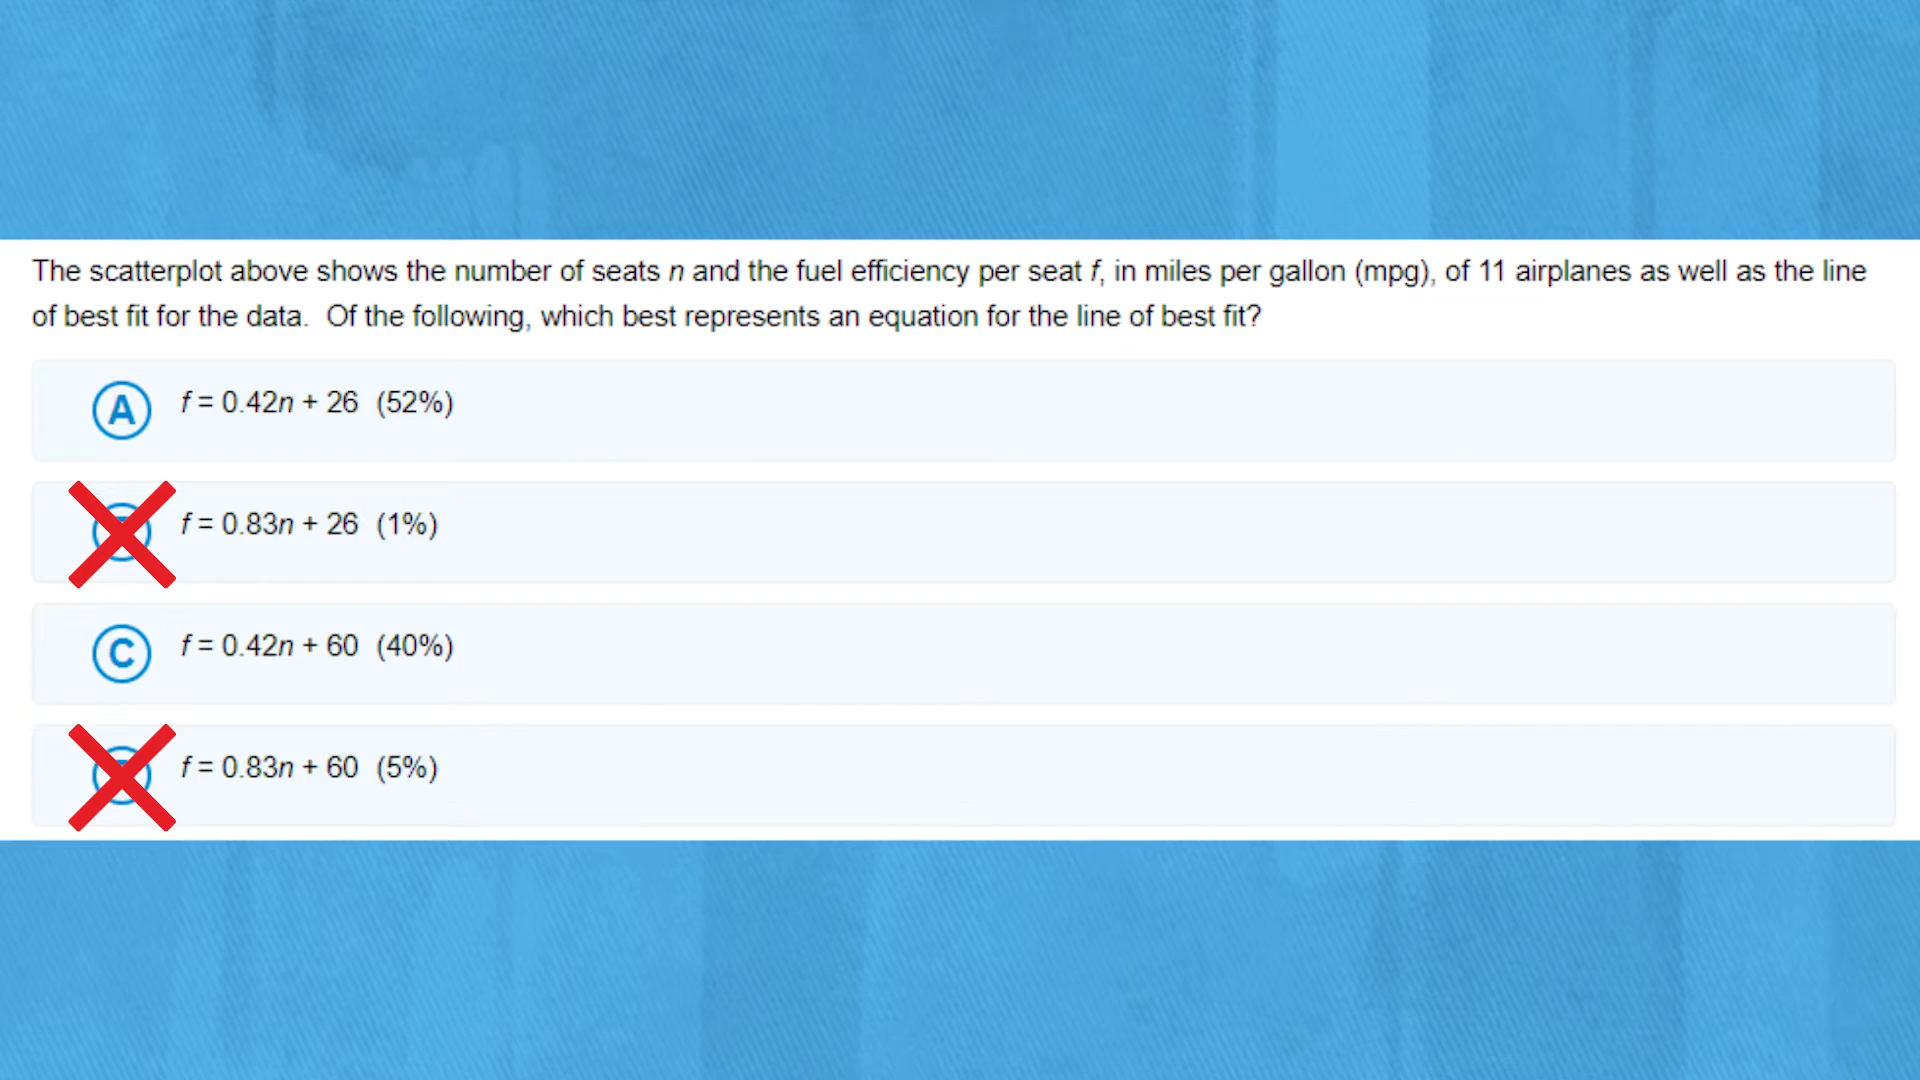 The scatterplot above shows the number of seats n and the fuel efficiency per seat f, in miles per gallon (mpg), of 11 airplanes as well as the line
of best fit for the data. Of the following, which best represents an equation for the line of best fit?
A f = 0.42n + 26 (52%)
f = 0.83n + 26 (1%)
C f = 0.42n + 60 (40%)
f = 0.83n + 60 (5%)